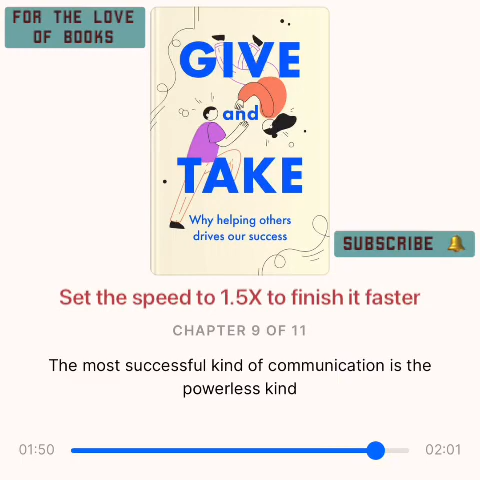 FOR THE LOVE
OF BOOKS
GIVE
and
TAKE
Why helping others
drives our success
SUBSCRIBE 🔔
Set the speed to 1.5X to finish it faster
CHAPTER 9 OF 11
The most successful kind of communication is the
powerless kind
01:50
02:01